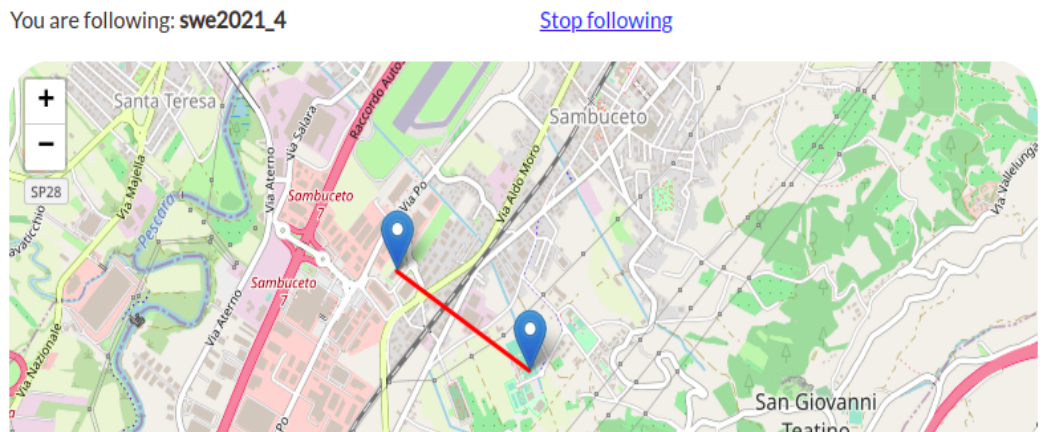 You are following: swe2021_4
Stop following
+
−
Santa Teresa
Raccordo Auto
Sambuceto
Via Salara
SP28
Via Majella
Via Aterno
Via Aldo Moro
Via Vallelunga
Pescara
Sambuceto
7
Via Po
avaticchio
Sambuceto
7
Via Aterno
Via Nazionale
San Giovanni
Teatino
Po
a